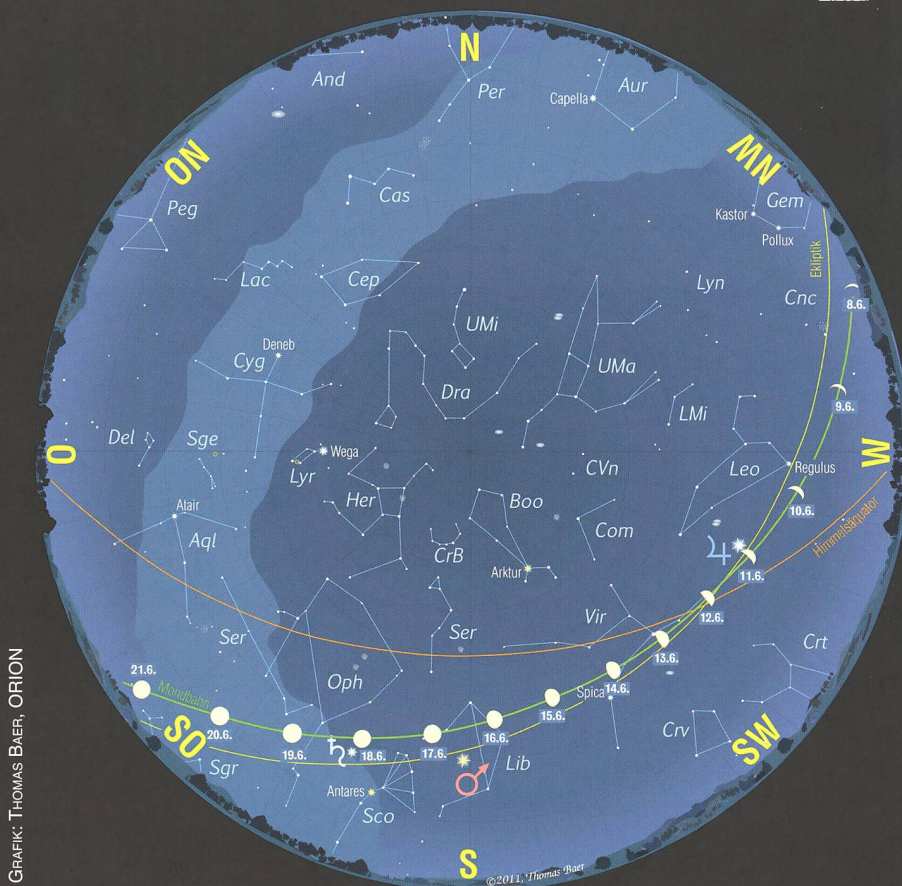 N
And
Per
Capella
Aur
NO
NW
Cas
Peg
Kastor
Gem
Pollux
Ekliptik
Lac
Cep
Lyn
Cnc
8.6.
UMi
Deneb
Cyg
UMa
Dra
9.6.
LMi
Del
Sge
O
Wega
W
Lyr
CVn
Leo
Regulus
Her
Boo
10.6.
Atair
Com
Himmelsäquator
Aql
CrB
♃
Arktur
11.6.
12.6.
Vir
Ser
Ser
13.6.
Crt
21.6.
Oph
Mondbahn
Spica
14.6.
15.6.
20.6.
SO
16.6.
Crv
SW
19.6.
♄
18.6.
17.6.
Sgr
Lib
♂
Antares
Sco
S
©2011, Thomas Baer
GRAFIK: THOMAS BAER, ORION